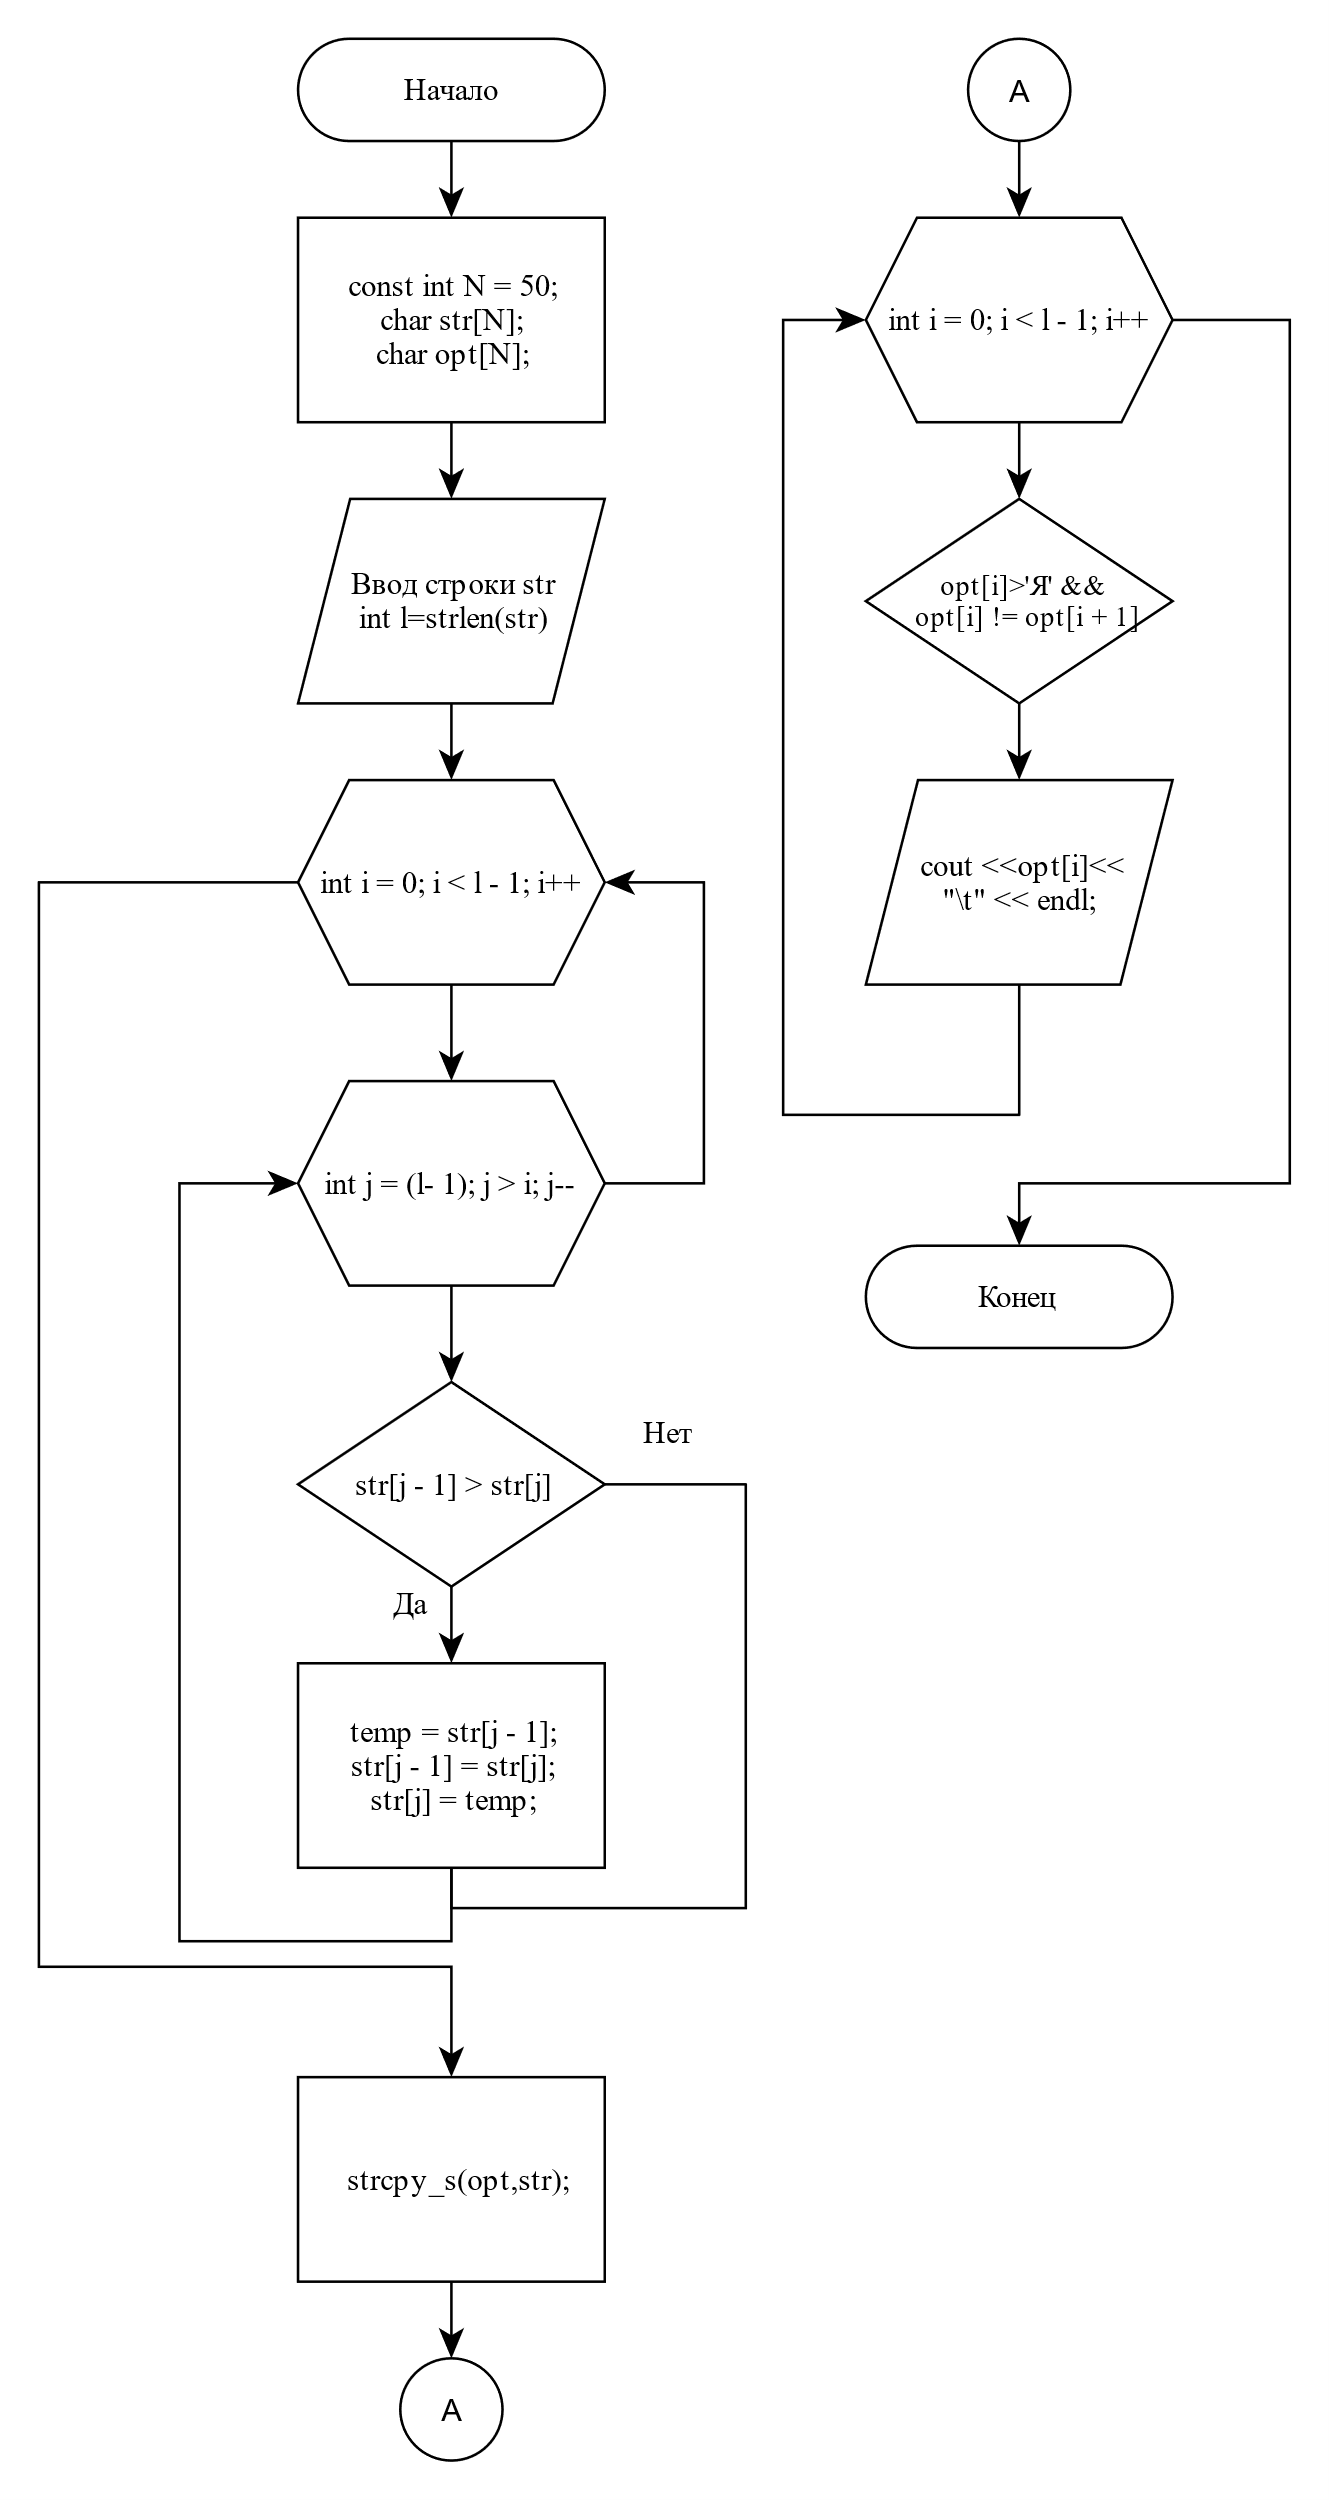 Начало
const int N = 50;
char str[N];
char opt[N];
Ввод строки str
int l=strlen(str)
int i = 0; i < l - 1; i++
int j = (l- 1); j > i; j--
Нет
str[j - 1] > str[j]
Да
temp = str[j - 1];
str[j - 1] = str[j];
str[j] = temp;
strcpy_s(opt,str);
A
A
int i = 0; i < l - 1; i++
opt[i]>'Я' &&
opt[i] != opt[i + 1]
cout <<opt[i]<<
"\t" << endl;
Конец